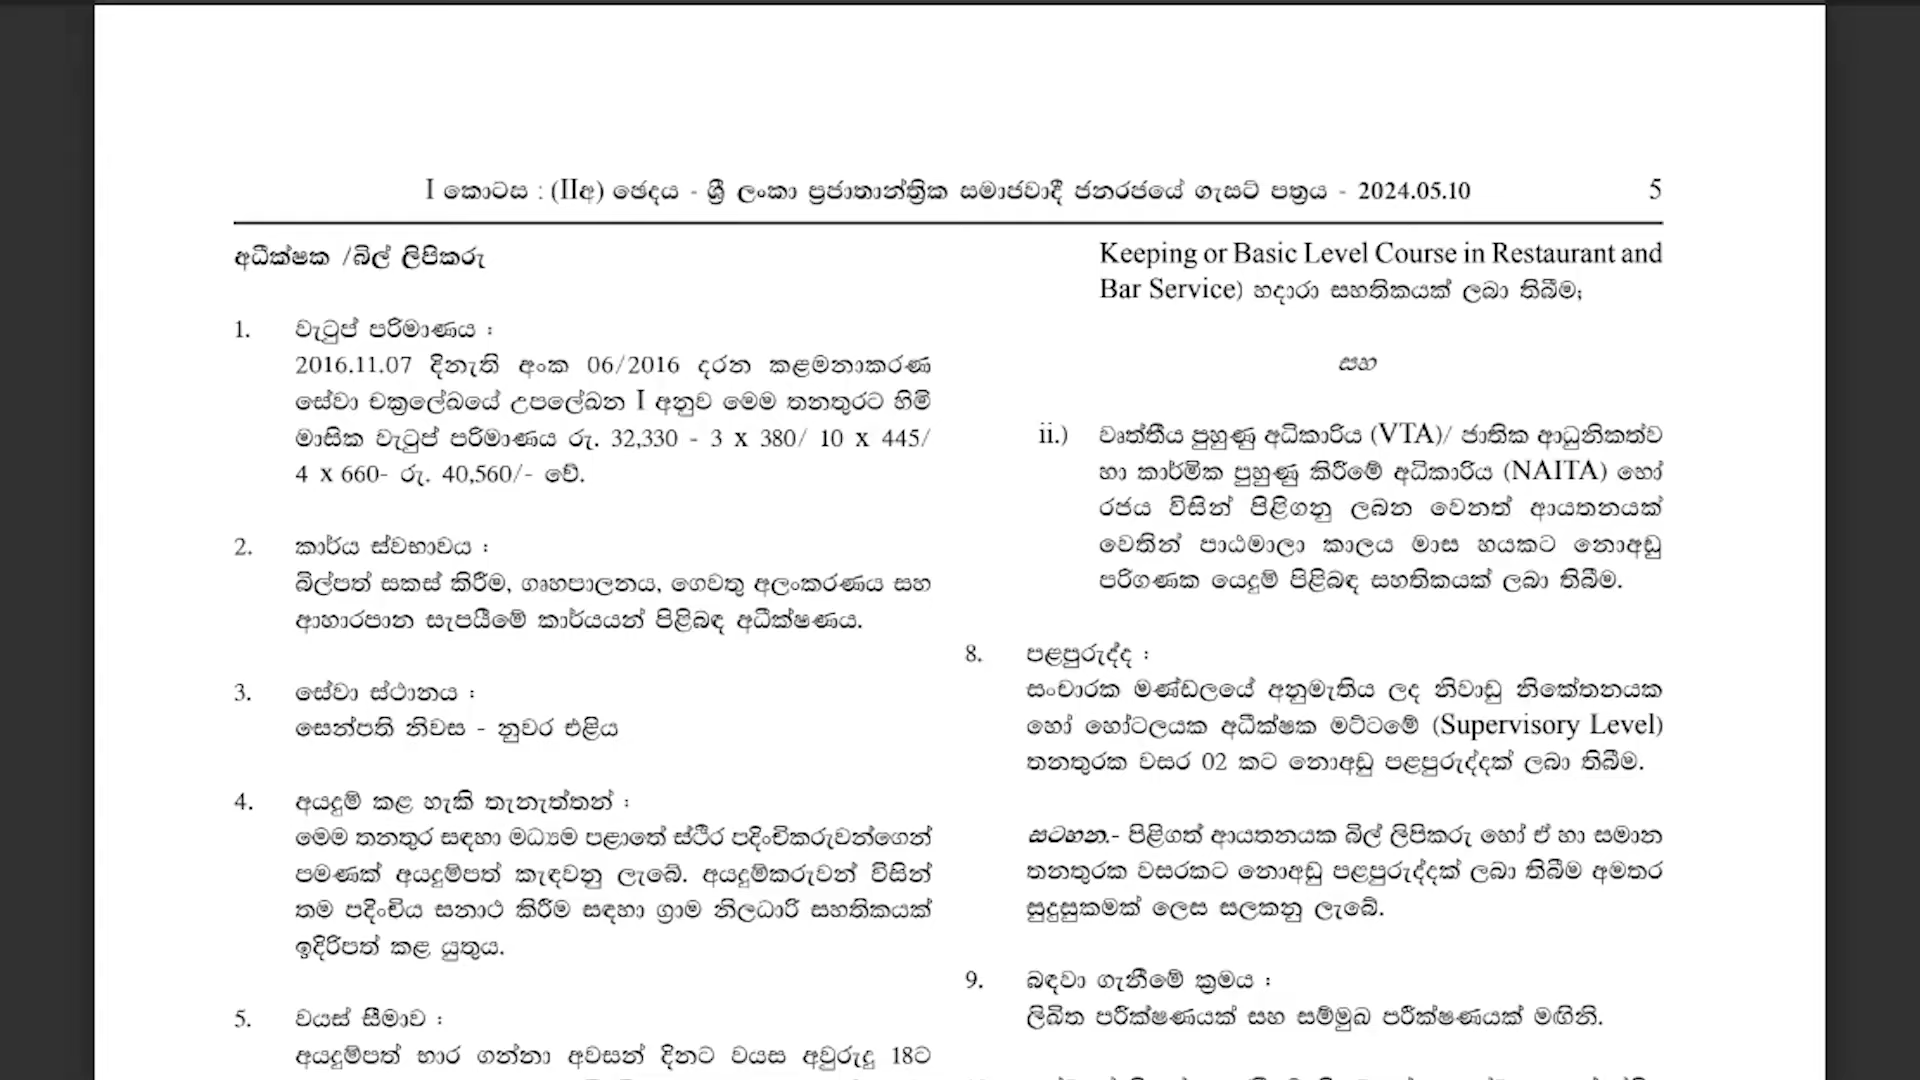 I කොටස : (IIඅ) ඡෙදය - ශ්‍රී ලංකා ප්‍රජාතාන්ත්‍රික සමාජවාදී ජනරජයේ ගැසට් පත්‍රය - 2024.05.10 5
අධීක්ෂක /බිල් ලිපිකරු
1. වැටුප් පරිමාණය :
2016.11.07 දිනැති අංක 06/2016 දරන කළමනාකරණ
සේවා චක්‍රලේඛයේ උපලේඛන I අනුව මෙම තනතුරට හිමි
මාසික වැටුප් පරිමාණය රු. 32,330 - 3 x 380/ 10 x 445/
4 x 660- රු. 40,560/- වේ.
2. කාර්ය ස්වභාවය :
බිල්පත් සකස් කිරීම, ගෘහපාලනය, ගෙවතු අලංකරණය සහ
ආහාරපාන සැපයීමේ කාර්යයන් පිළිබඳ අධීක්ෂණය.
3. සේවා ස්ථානය :
සෙන්පති නිවස - නුවර එළිය
4. අයදුම් කළ හැකි තැනැත්තන් :
මෙම තනතුර සඳහා මධ්‍යම පළාතේ ස්ථිර පදිංචිකරුවන්ගෙන්
පමණක් අයදුම්පත් කැඳවනු ලැබේ. අයදුම්කරුවන් විසින්
තම පදිංචිය සනාථ කිරීම සඳහා ග්‍රාම නිලධාරි සහතිකයක්
ඉදිරිපත් කළ යුතුය.
5. වයස් සීමාව :
අයදුම්පත් භාර ගන්නා අවසන් දිනට වයස අවුරුදු 18ට
Keeping or Basic Level Course in Restaurant and
Bar Service) හදාරා සහතිකයක් ලබා තිබීම;
සහ
ii.) වෘත්තීය පුහුණු අධිකාරිය (VTA)/ ජාතික ආධුනිකත්ව
හා කාර්මික පුහුණු කිරීමේ අධිකාරිය (NAITA) හෝ
රජය විසින් පිළිගනු ලබන වෙනත් ආයතනයක්
වෙතින් පාඨමාලා කාලය මාස හයකට නොඅඩු
පරිගණක යෙදුම් පිළිබඳ සහතිකයක් ලබා තිබීම.
8. පළපුරුද්ද :
සංචාරක මණ්ඩලයේ අනුමැතිය ලද නිවාඩු නිකේතනයක
හෝ හෝටලයක අධීක්ෂක මට්ටමේ (Supervisory Level)
තනතුරක වසර 02 කට නොඅඩු පළපුරුද්දක් ලබා තිබීම.
සටහන.- පිළිගත් ආයතනයක බිල් ලිපිකරු හෝ ඒ හා සමාන
තනතුරක වසරකට නොඅඩු පළපුරුද්දක් ලබා තිබීම අමතර
සුදුසුකමක් ලෙස සලකනු ලැබේ.
9. බඳවා ගැනීමේ ක්‍රමය :
ලිඛිත පරීක්ෂණයක් සහ සම්මුඛ පරීක්ෂණයක් මඟිනි.